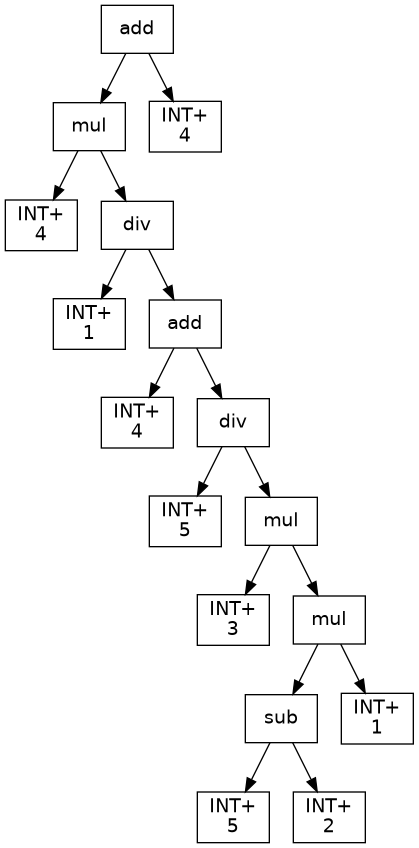 add
mul
INT+
4
INT+
4
div
INT+
1
add
INT+
4
div
INT+
5
mul
INT+
3
mul
sub
INT+
1
INT+
5
INT+
2